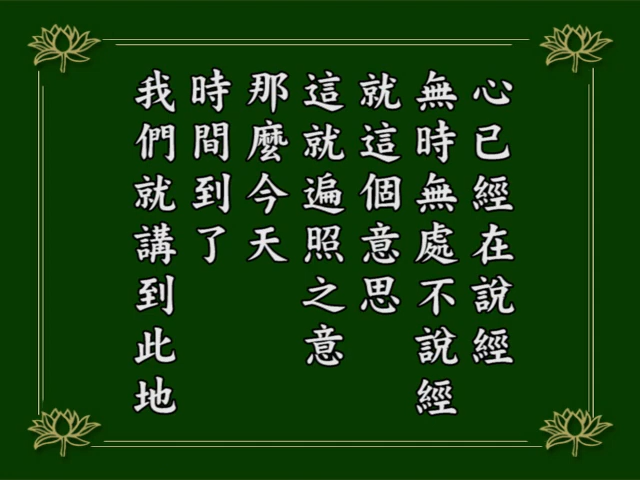 心已經在說經
無時無處不說經
就這個意思
這就遍照之意
那麼今天
時間到了
我們就講到此地